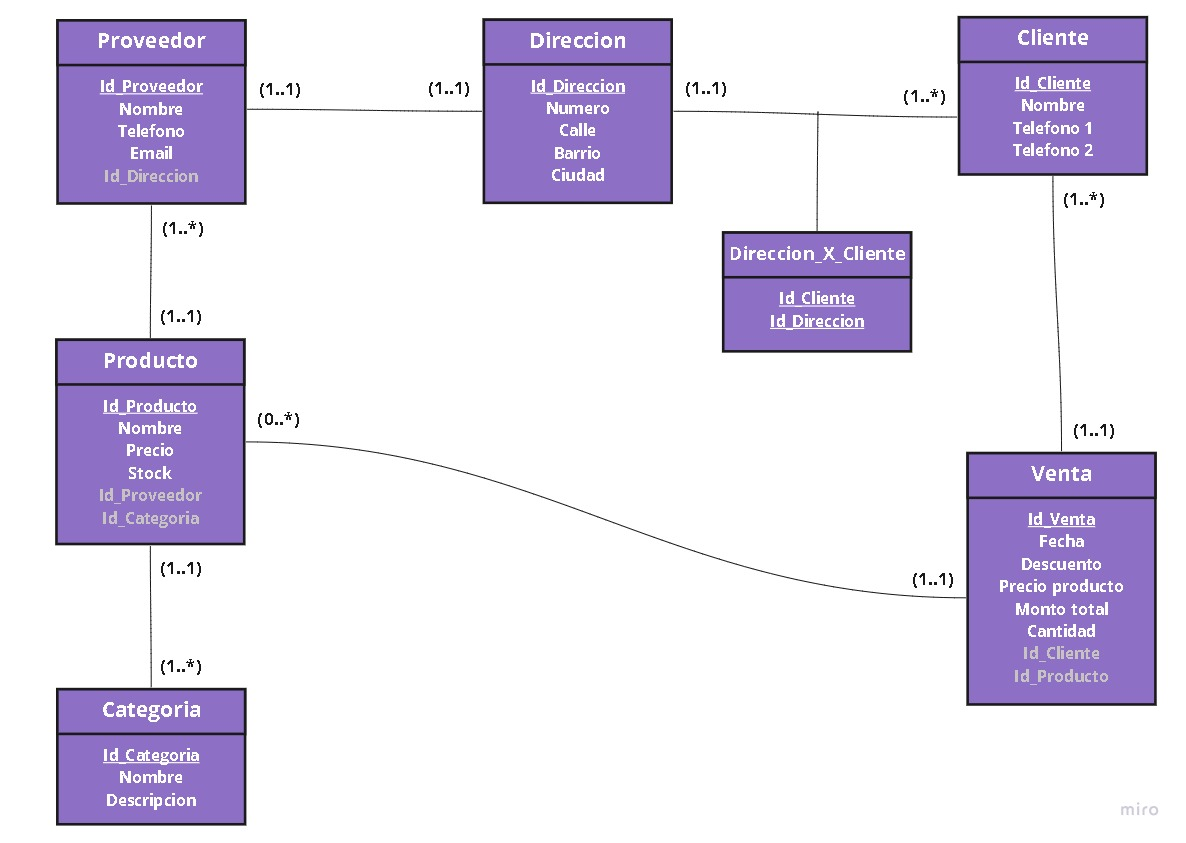 Proveedor
Id_Proveedor
Nombre
Telefono
Email
Id_Direccion
(1..1)
(1..1)
Direccion
Id_Direccion
Numero
Calle
Barrio
Ciudad
(1..1)
(1..*)
Cliente
Id_Cliente
Nombre
Telefono 1
Telefono 2
(1..*)
(1..1)
Direccion_X_Cliente
Id_Cliente
Id_Direccion
(1..*)
(1..1)
Producto
Id_Producto
Nombre
Precio
Stock
Id_Proveedor
Id_Categoria
(0..*)
(1..1)
Venta
Id_Venta
Fecha
Descuento
Precio producto
Monto total
Cantidad
Id_Cliente
Id_Producto
(1..1)
(1..*)
Categoria
Id_Categoria
Nombre
Descripcion
miro